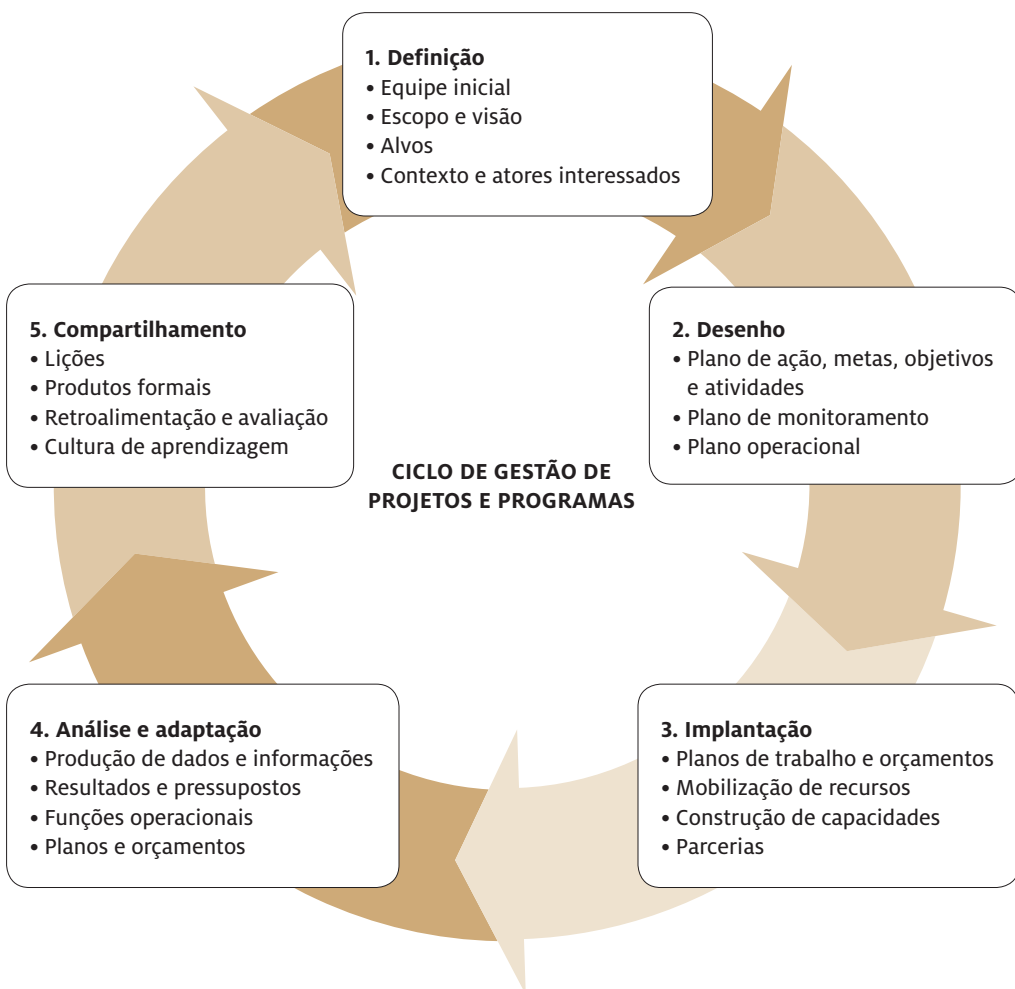 1. Definição
• Equipe inicial
• Escopo e visão
• Alvos
• Contexto e atores interessados
2. Desenho
• Plano de ação, metas, objetivos
e atividades
• Plano de monitoramento
• Plano operacional
3. Implantação
• Planos de trabalho e orçamentos
• Mobilização de recursos
• Construção de capacidades
• Parcerias
4. Análise e adaptação
• Produção de dados e informações
• Resultados e pressupostos
• Funções operacionais
• Planos e orçamentos
5. Compartilhamento
• Lições
• Produtos formais
• Retroalimentação e avaliação
• Cultura de aprendizagem
CICLO DE GESTÃO DE
PROJETOS E PROGRAMAS